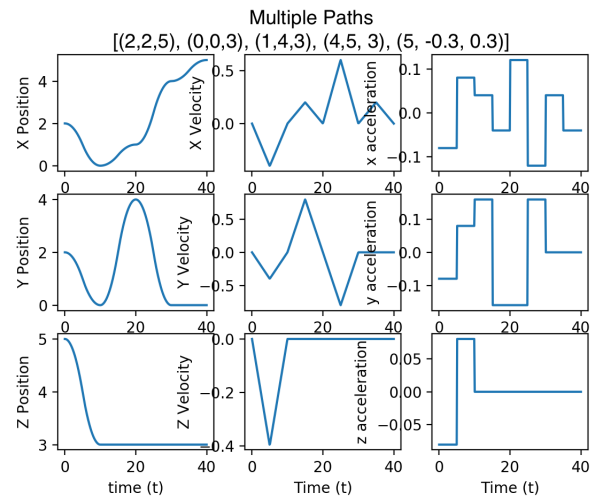 Multiple Paths
[(2,2,5), (0,0,3), (1,4,3), (4,5, 3), (5, -0.3, 0.3)]
X Position
4
2
0
0 20 40
X Velocity
0.5
0.0
0 20 40
x acceleration
0.1
0.0
−0.1
0 20 40
Y Position
4
2
0
0 20 40
Y Velocity
0.5
0.0
−0.5
0 20 40
y acceleration
0.1
0.0
−0.1
0 20 40
Z Position
5
4
3
0 20 40
time (t)
Z Velocity
0.0
−0.2
−0.4
0 20 40
Time (t)
z acceleration
0.05
0.00
−0.05
0 20 40
Time (t)